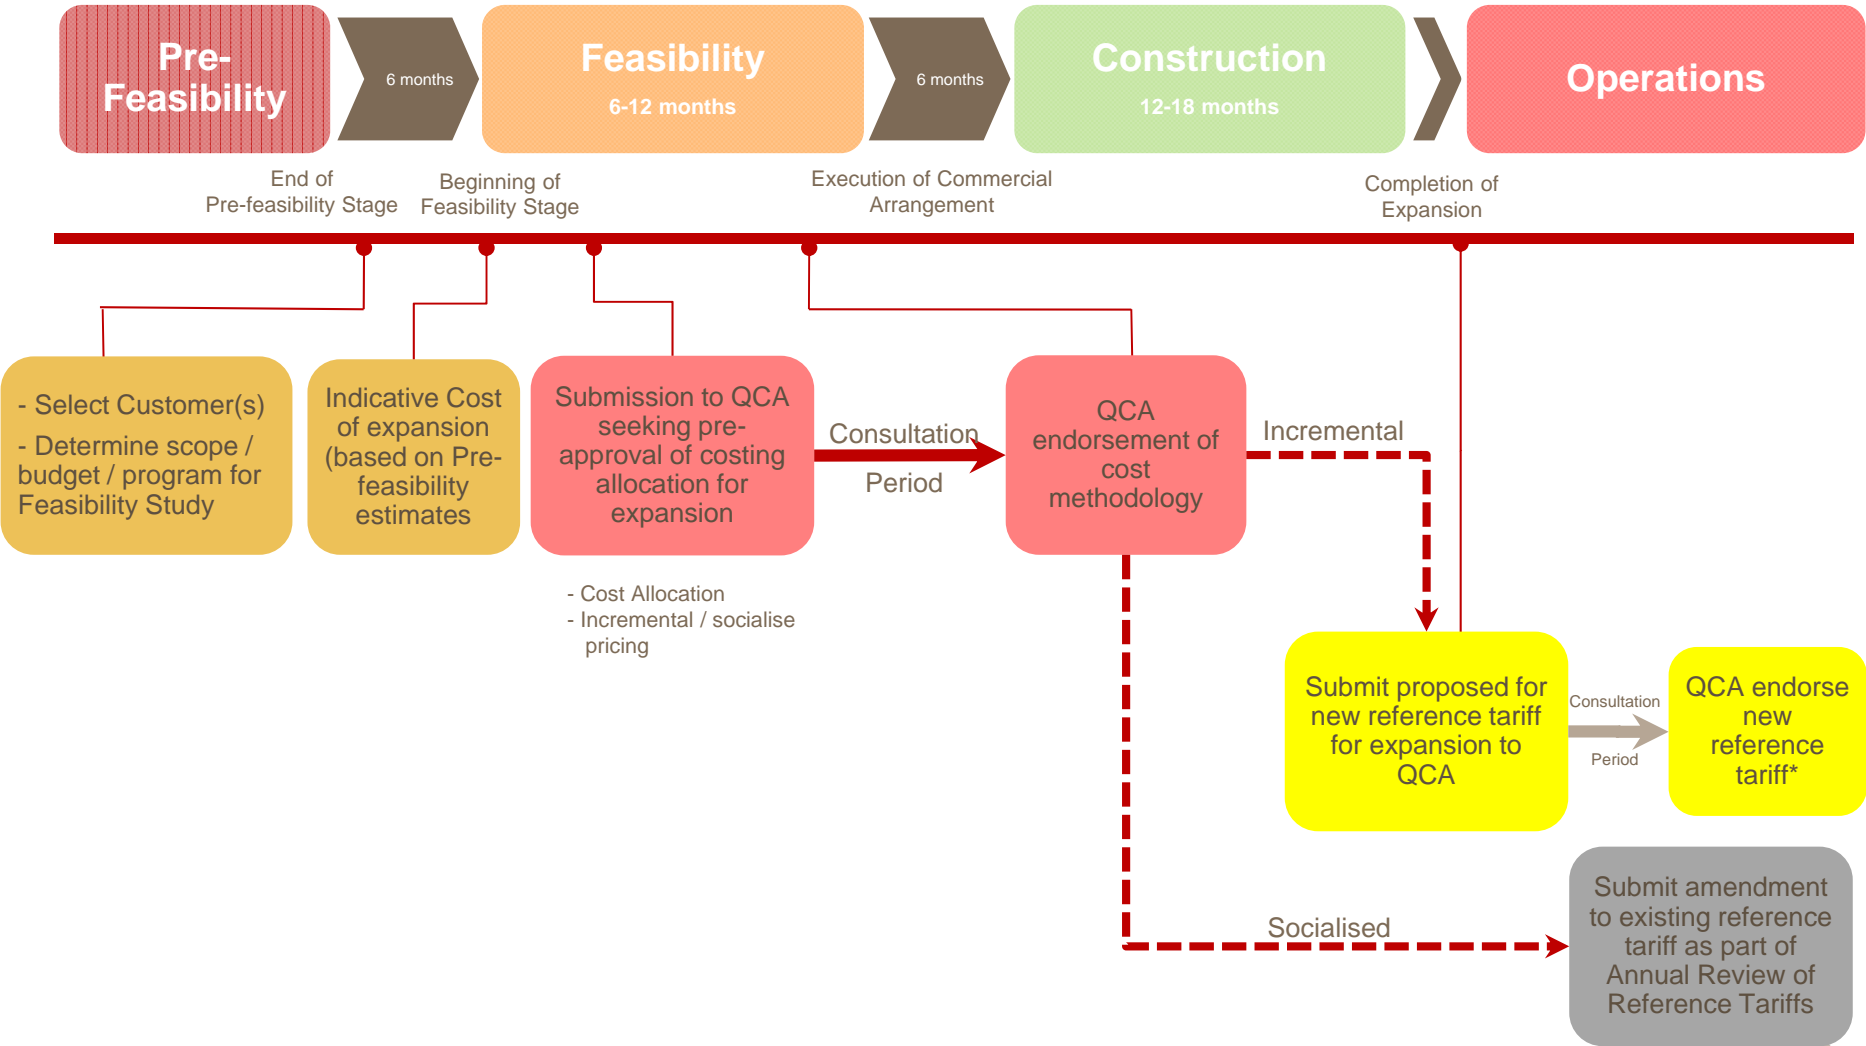 Pre-
Feasibility
6 months
Feasibility
6-12 months
6 months
Construction
12-18 months
Operations
End of
Pre-feasibility Stage
Beginning of
Feasibility Stage
Execution of Commercial
Arrangement
Completion of
Expansion
- Select Customer(s)
- Determine scope /
budget / program for
Feasibility Study
Indicative Cost
of expansion
(based on Pre-
feasibility
estimates
Submission to QCA
seeking pre-
approval of costing
allocation for
expansion
Consultation
Period
QCA
endorsement of
cost
methodology
Incremental
- Cost Allocation
- Incremental / socialise
pricing
Submit proposed for
new reference tariff
for expansion to
QCA
Consultation
Period
QCA endorse
new
reference
tariff*
Socialised
Submit amendment
to existing reference
tariff as part of
Annual Review of
Reference Tariffs